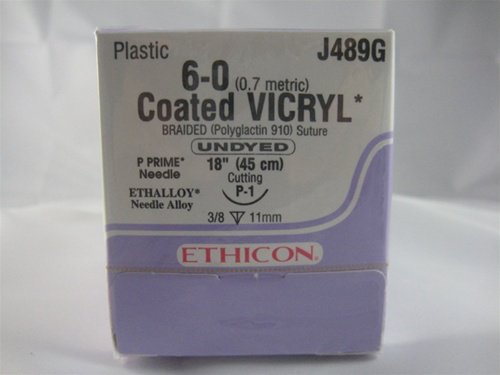 Plastic J489G
6-0 (0.7 metric)
Coated VICRYL*
BRAIDED (Polyglactin 910) Suture
UNDYED
P PRIME* 18" (45 cm)
Needle Cutting
ETHALLOY* P-1
Needle Alloy
3/8 11mm
ETHICON